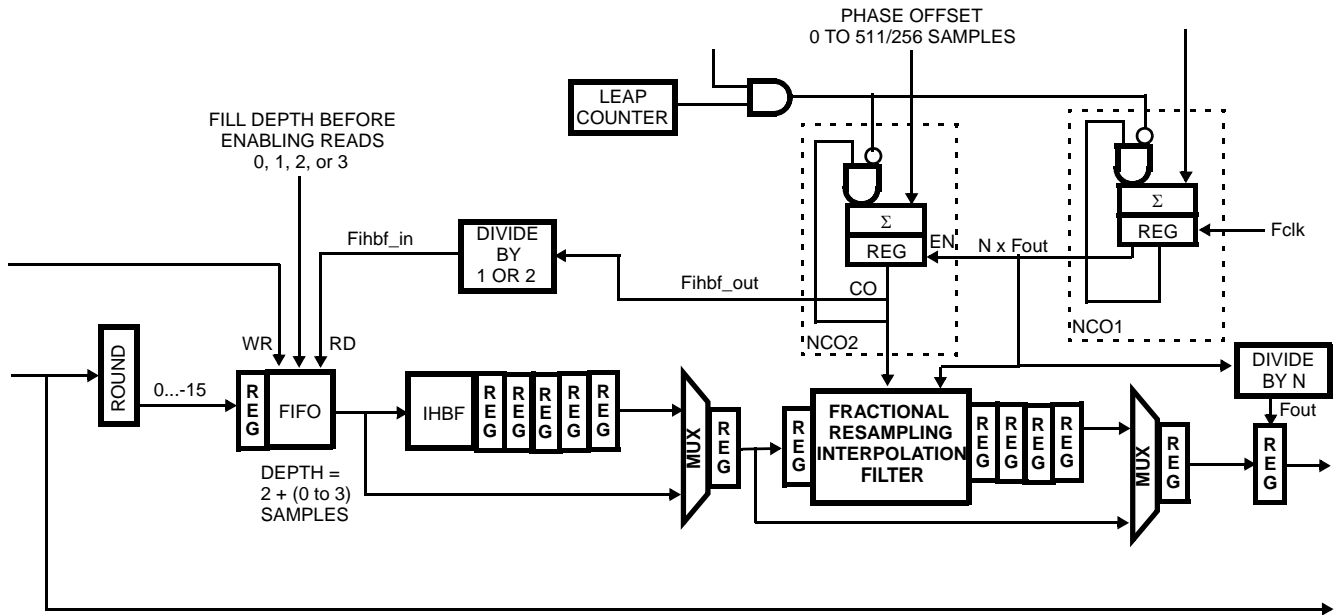 PHASE OFFSET
0 TO 511/256 SAMPLES
LEAP
COUNTER
FILL DEPTH BEFORE
ENABLING READS
0, 1, 2, or 3
Σ
REG
EN
CO
NCO2
N x Fout
Σ
REG
Fclk
NCO1
Fihbf_in
DIVIDE
BY
1 OR 2
Fihbf_out
WR
RD
ROUND
0...-15
REG
FIFO
DEPTH =
2 + (0 to 3)
SAMPLES
IHBF
REG
REG
REG
REG
REG
MUX
REG
REG
FRACTIONAL
RESAMPLING
INTERPOLATION
FILTER
REG
REG
REG
REG
MUX
REG
DIVIDE
BY N
Fout
REG